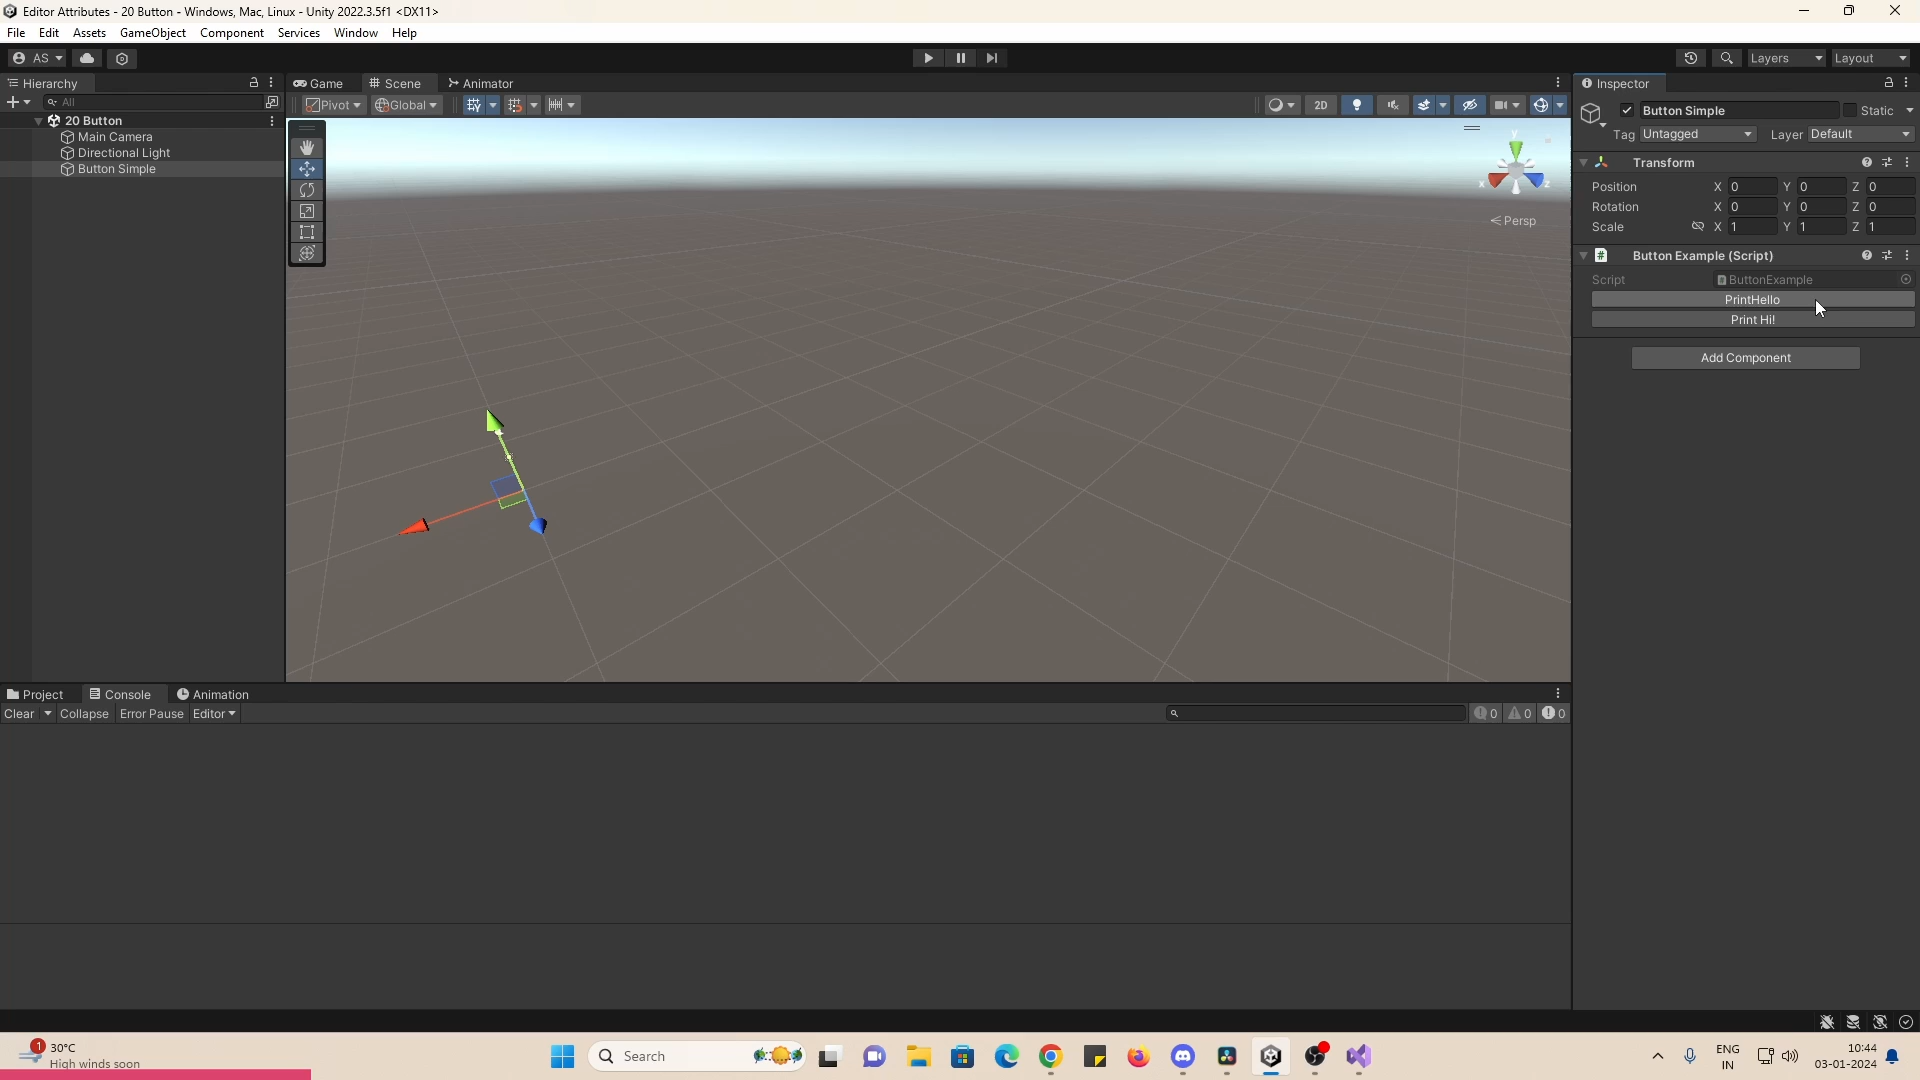 Editor Attributes - 20 Button - Windows, Mac, Linux - Unity 2022.3.5f1 <DX11>
File Edit Assets GameObject Component Services Window Help
AS Layers Layout
Hierarchy Game Scene Animator Inspector
All Pivot Global 2D
20 Button
Main Camera
Directional Light
Button Simple
y
x z
< Persp
Button Simple Static
Tag Untagged Layer Default
Transform
Position X 0 Y 0 Z 0
Rotation X 0 Y 0 Z 0
Scale X 1 Y 1 Z 1
# Button Example (Script)
Script ButtonExample
PrintHello
Print Hi!
Add Component
Project Console Animation
Clear Collapse Error Pause Editor 0 0 0
1 30°C
High winds soon
Search
ENG
IN
10:44
03-01-2024